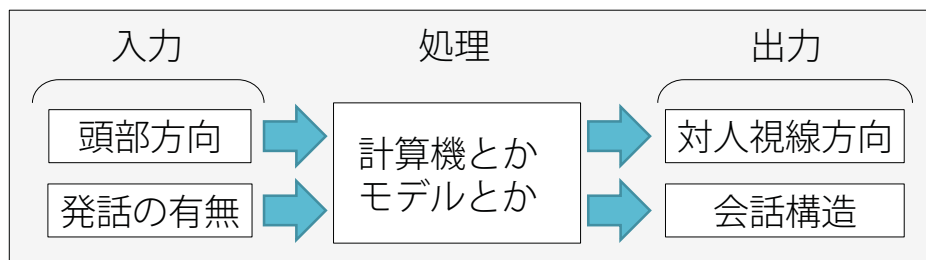 入力
処理
出力
頭部方向
発話の有無
計算機とか
モデルとか
対人視線方向
会話構造